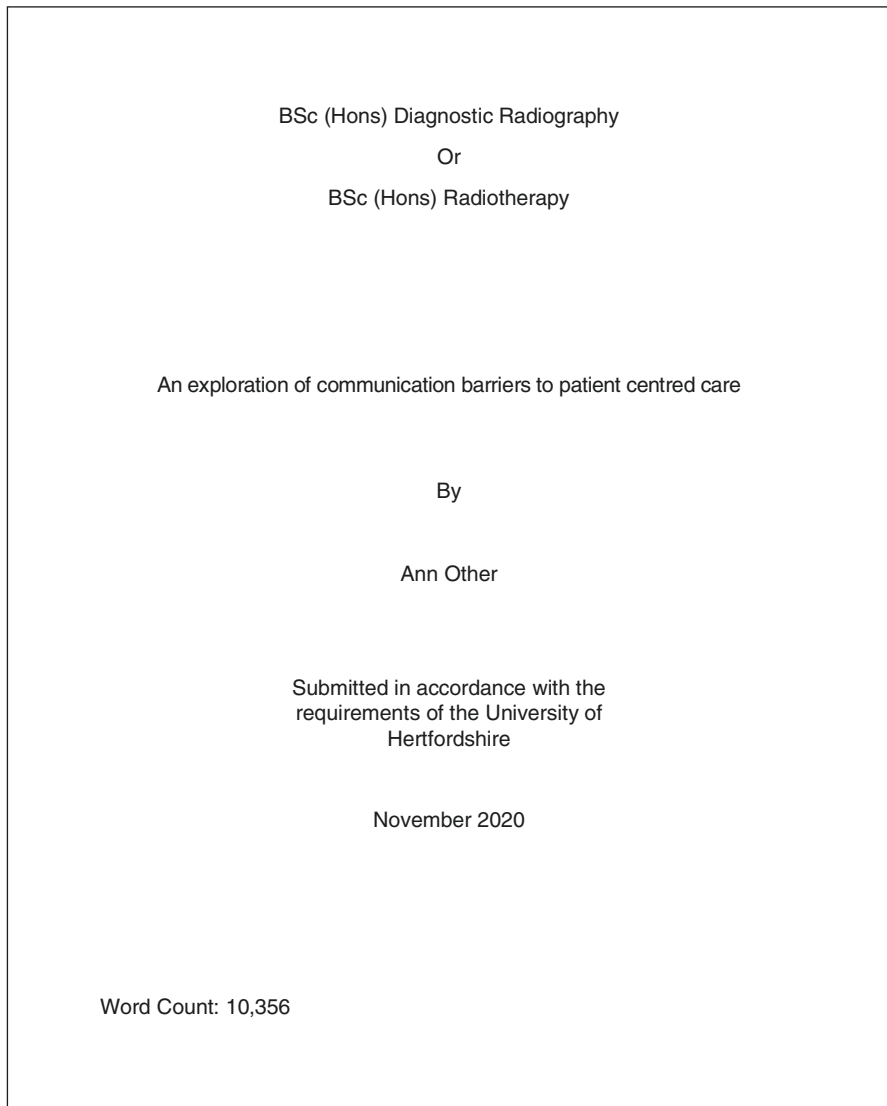 BSc (Hons) Diagnostic Radiography
Or
BSc (Hons) Radiotherapy
An exploration of communication barriers to patient centred care
By
Ann Other
Submitted in accordance with the
requirements of the University of
Hertfordshire
November 2020
Word Count: 10,356